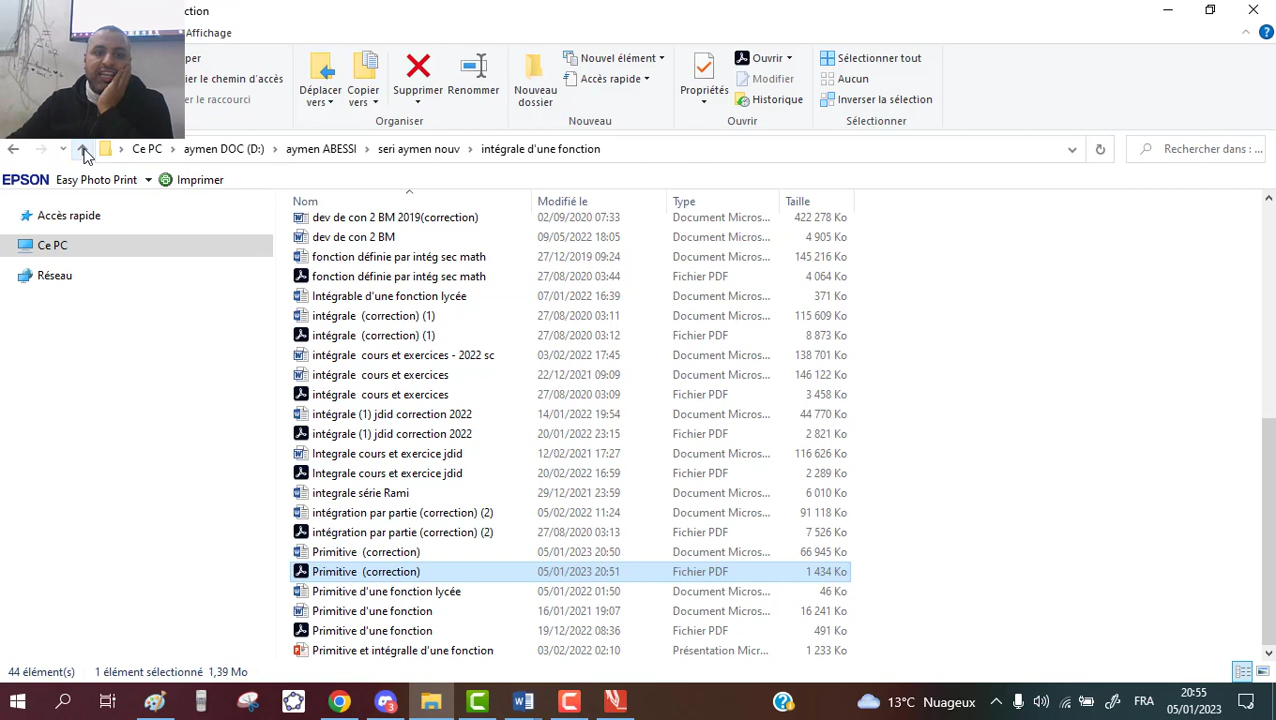 ction
Affichage
per
ier le chemin d'accès
er le raccourci
Déplacer vers
Copier vers
Supprimer
Renommer
Organiser
Nouveau dossier
Nouvel élément
Accès rapide
Nouveau
Propriétés
Ouvrir
Modifier
Historique
Ouvrir
Sélectionner tout
Aucun
Inverser la sélection
Sélectionner
Ce PC > aymen DOC (D:) > aymen ABESSI > seri aymen nouv > intégrale d'une fonction
Rechercher dans : ...
EPSON Easy Photo Print Imprimer
Accès rapide
Ce PC
Réseau
Nom Modifié le Type Taille
dev de con 2 BM 2019(correction) 02/09/2020 07:33 Document Micros... 422 278 Ko
dev de con 2 BM 09/05/2022 18:05 Document Micros... 4 905 Ko
fonction définie par intég sec math 27/12/2019 09:24 Document Micros... 145 216 Ko
fonction définie par intég sec math 27/08/2020 03:44 Fichier PDF 4 064 Ko
Intégrable d'une fonction lycée 07/01/2022 16:39 Document Micros... 371 Ko
intégrale (correction) (1) 27/08/2020 03:11 Document Micros... 115 609 Ko
intégrale (correction) (1) 27/08/2020 03:12 Fichier PDF 8 873 Ko
intégrale cours et exercices - 2022 sc 03/02/2022 17:45 Document Micros... 138 701 Ko
intégrale cours et exercices 22/12/2021 09:09 Document Micros... 146 122 Ko
intégrale cours et exercices 27/08/2020 03:09 Fichier PDF 3 458 Ko
intégrale (1) jdid correction 2022 14/01/2022 19:54 Document Micros... 44 770 Ko
intégrale (1) jdid correction 2022 20/01/2022 23:15 Fichier PDF 2 821 Ko
Integrale cours et exercice jdid 12/02/2021 17:27 Document Micros... 116 626 Ko
Integrale cours et exercice jdid 20/02/2022 16:59 Fichier PDF 2 289 Ko
integrale série Rami 29/12/2021 23:59 Document Micros... 6 010 Ko
intégration par partie (correction) (2) 05/02/2022 11:24 Document Micros... 91 118 Ko
intégration par partie (correction) (2) 27/08/2020 03:13 Fichier PDF 7 526 Ko
Primitive (correction) 05/01/2023 20:50 Document Micros... 66 945 Ko
Primitive (correction) 05/01/2023 20:51 Fichier PDF 1 434 Ko
Primitive d'une fonction lycée 05/01/2022 01:50 Document Micros... 46 Ko
Primitive d'une fonction 16/01/2021 19:07 Document Micros... 16 241 Ko
Primitive d'une fonction 19/12/2022 08:36 Fichier PDF 491 Ko
Primitive et intégralle d'une fonction 03/03/2022 02:10 Présentation Micr... 1 233 Ko
44 élément(s) 1 élément sélectionné 1,39 Mo
13°C Nuageux FRA 20:55
05/01/2023